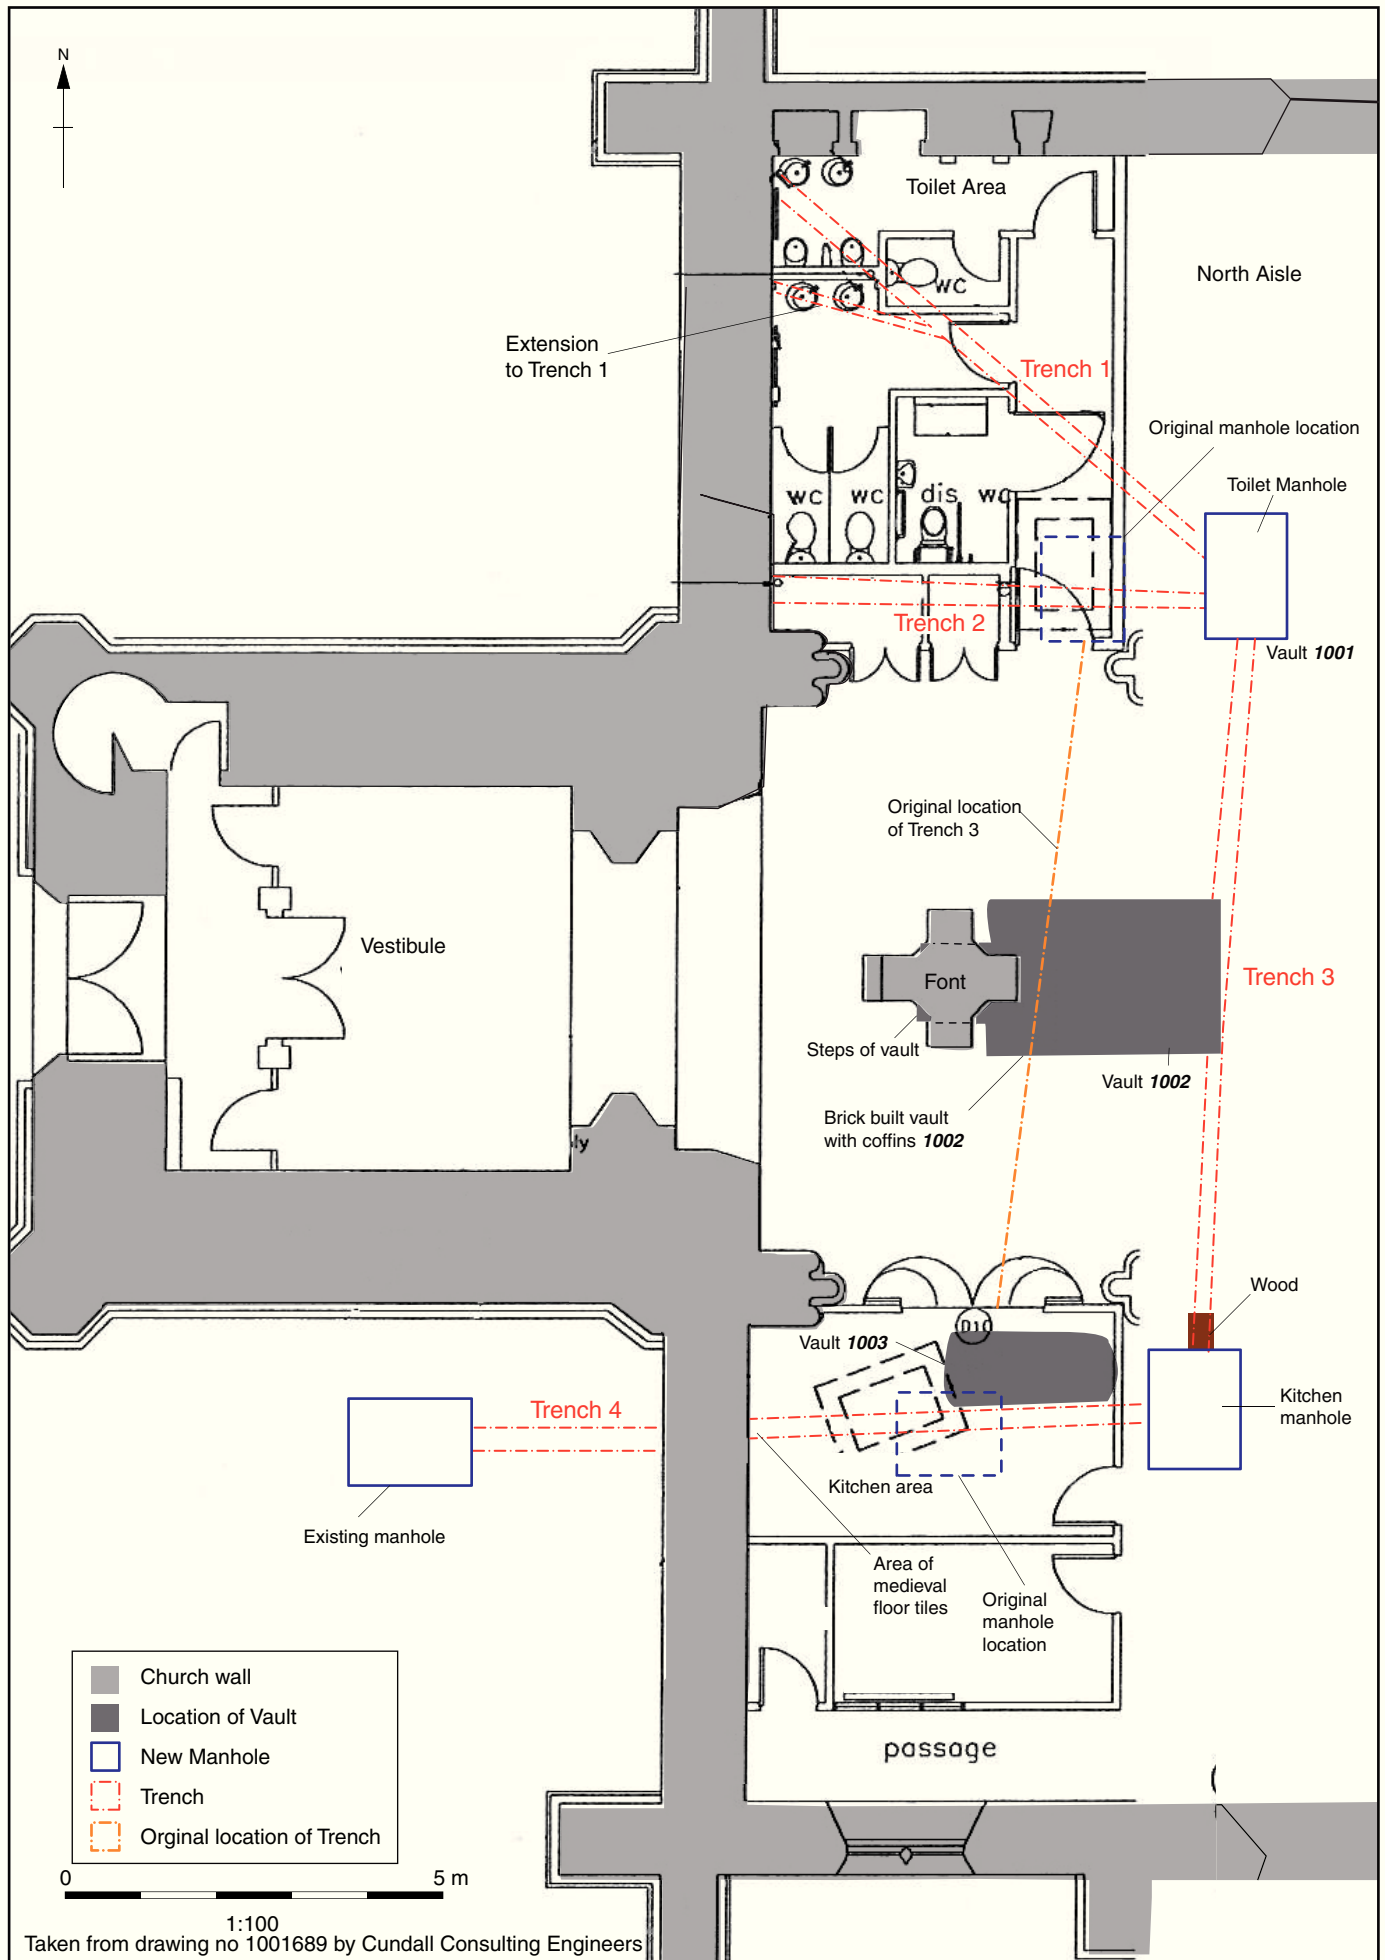 N
Toilet Area
North Aisle
wc
Extension
to Trench 1
Trench 1
Original manhole location
Toilet Manhole
wc
wc
dis
wc
Trench 2
Vault 1001
Original location
of Trench 3
Vestibule
Font
Trench 3
Steps of vault
Vault 1002
Brick built vault
with coffins 1002
ly
Wood
D10
Vault 1003
Trench 4
Kitchen
manhole
Kitchen area
Existing manhole
Area of
medieval
floor tiles
Original
manhole
location
passage
Church wall
Location of Vault
New Manhole
Trench
Orginal location of Trench
0
5 m
1:100
Taken from drawing no 1001689 by Cundall Consulting Engineers